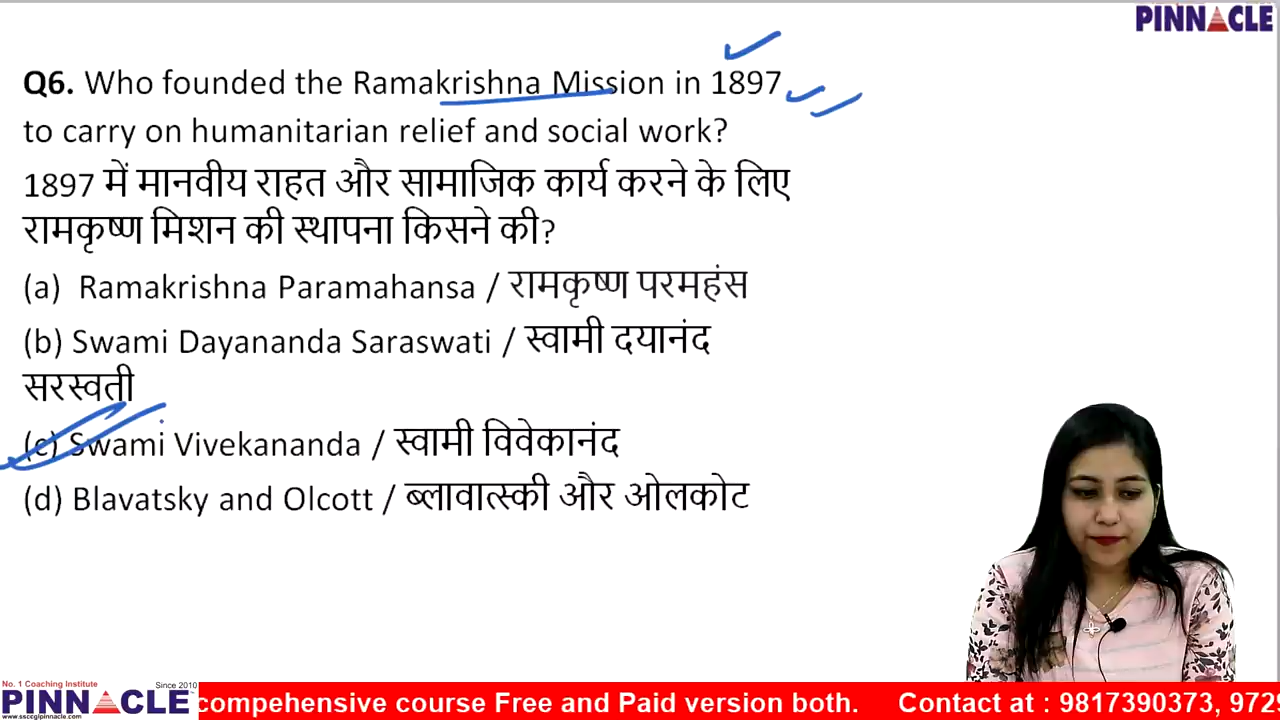 PINNACLE
Q6. Who founded the Ramakrishna Mission in 1897
to carry on humanitarian relief and social work?
1897 में मानवीय राहत और सामाजिक कार्य करने के लिए
रामकृष्ण मिशन की स्थापना किसने की?
(a) Ramakrishna Paramahansa / रामकृष्ण परमहंस
(b) Swami Dayananda Saraswati / स्वामी दयानंद
सरस्वती
(c) Swami Vivekananda / स्वामी विवेकानंद
(d) Blavatsky and Olcott / ब्लावात्स्की और ओलकोट
No. 1 Coaching Institute Since 2010
PINNACLE
www.ssccglpinnacle.com
compehensive course Free and Paid version both. Contact at : 9817390373, 9729